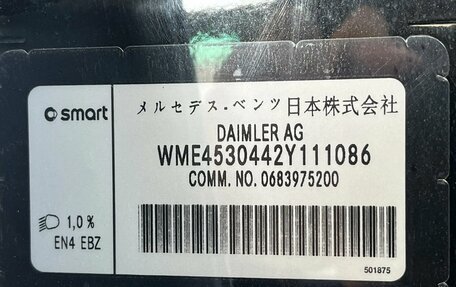 smart
メルセデス・ベンツ日本株式会社
DAIMLER AG
WME4530442Y111086
COMM. NO. 0683975200
1,0%
EN4 EBZ
501875